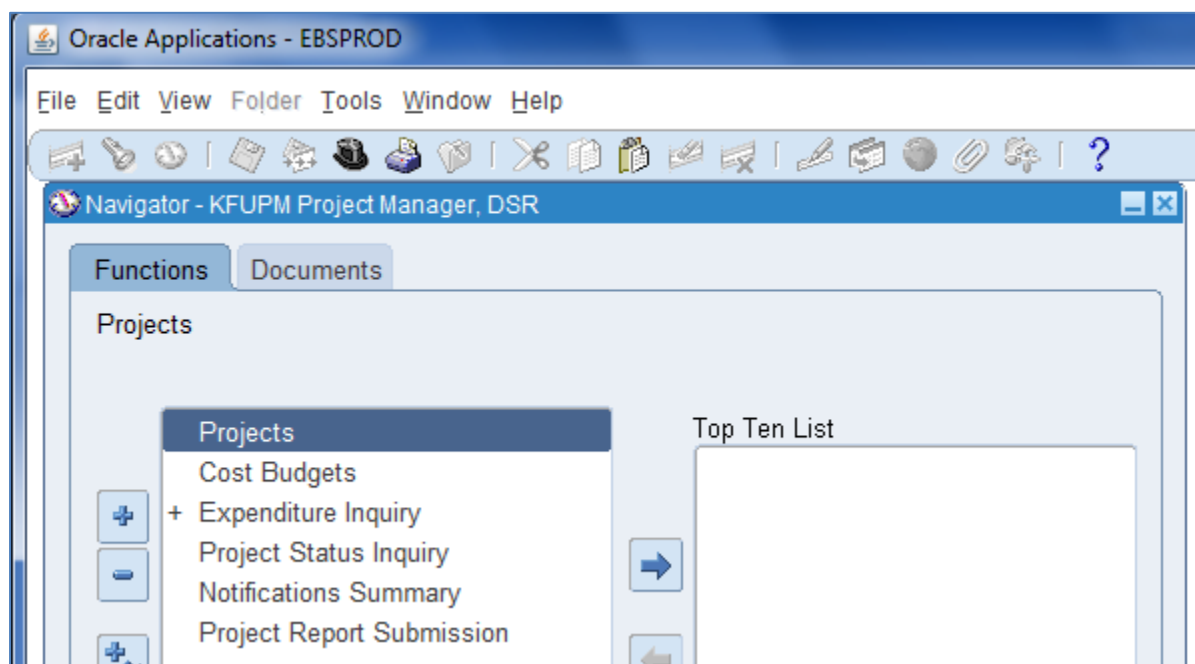 Oracle Applications - EBSPROD
File Edit View Folder Tools Window Help
?
Navigator - KFUPM Project Manager, DSR
Functions Documents
Projects
Projects
Cost Budgets
+ Expenditure Inquiry
Project Status Inquiry
Notifications Summary
Project Report Submission
Top Ten List